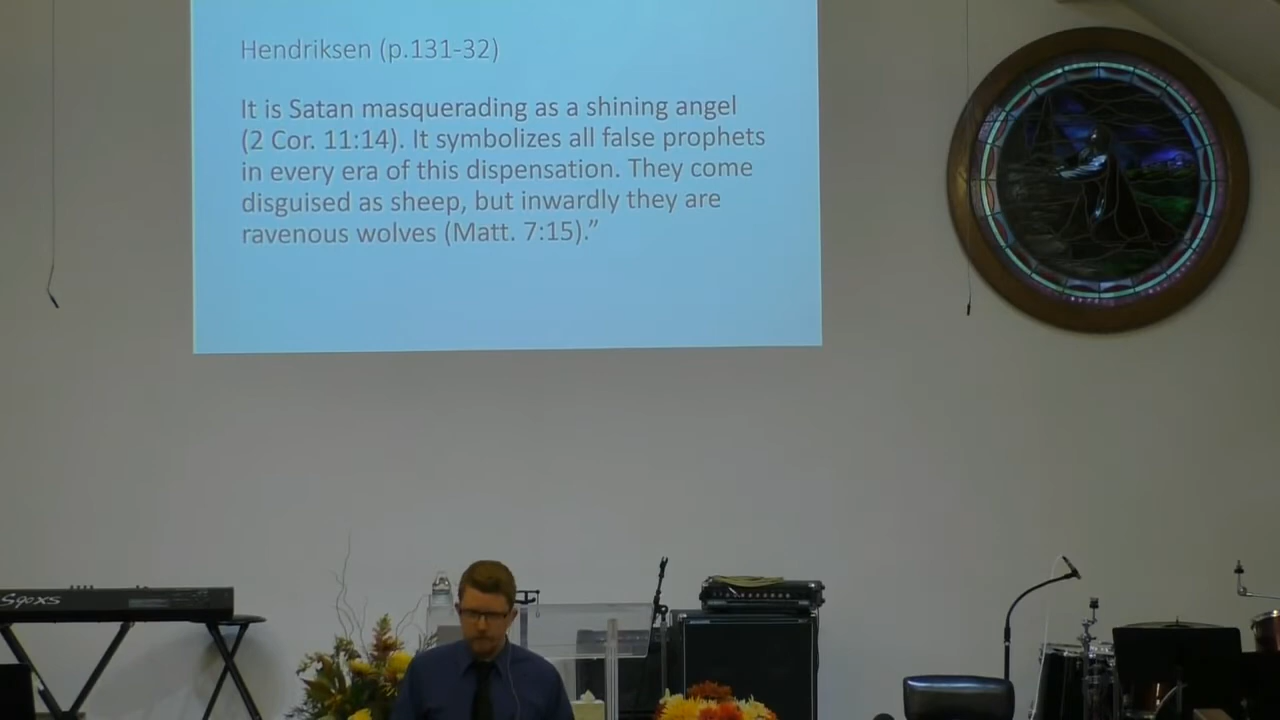 Hendriksen (p.131-32)
It is Satan masquerading as a shining angel
(2 Cor. 11:14). It symbolizes all false prophets
in every era of this dispensation. They come
disguised as sheep, but inwardly they are
ravenous wolves (Matt. 7:15).”
S90XS